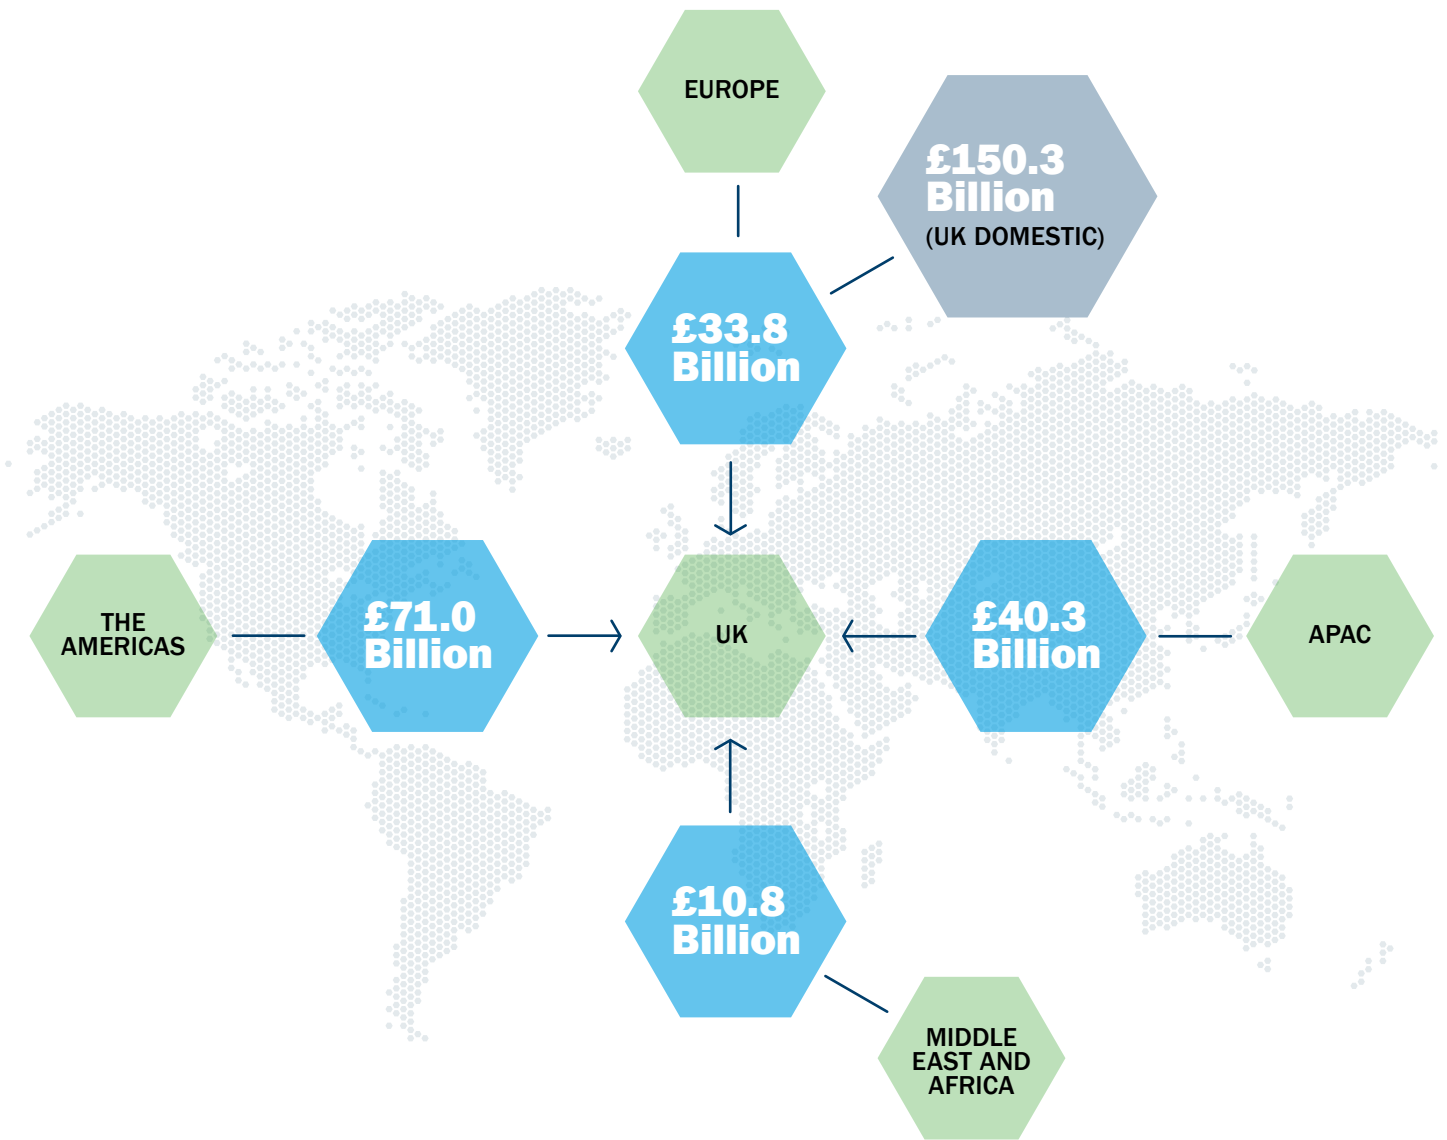 EUROPE
£150.3
Billion
(UK DOMESTIC)
£33.8
Billion
THE
AMERICAS
£71.0
Billion
UK
£40.3
Billion
APAC
£10.8
Billion
MIDDLE
EAST AND
AFRICA